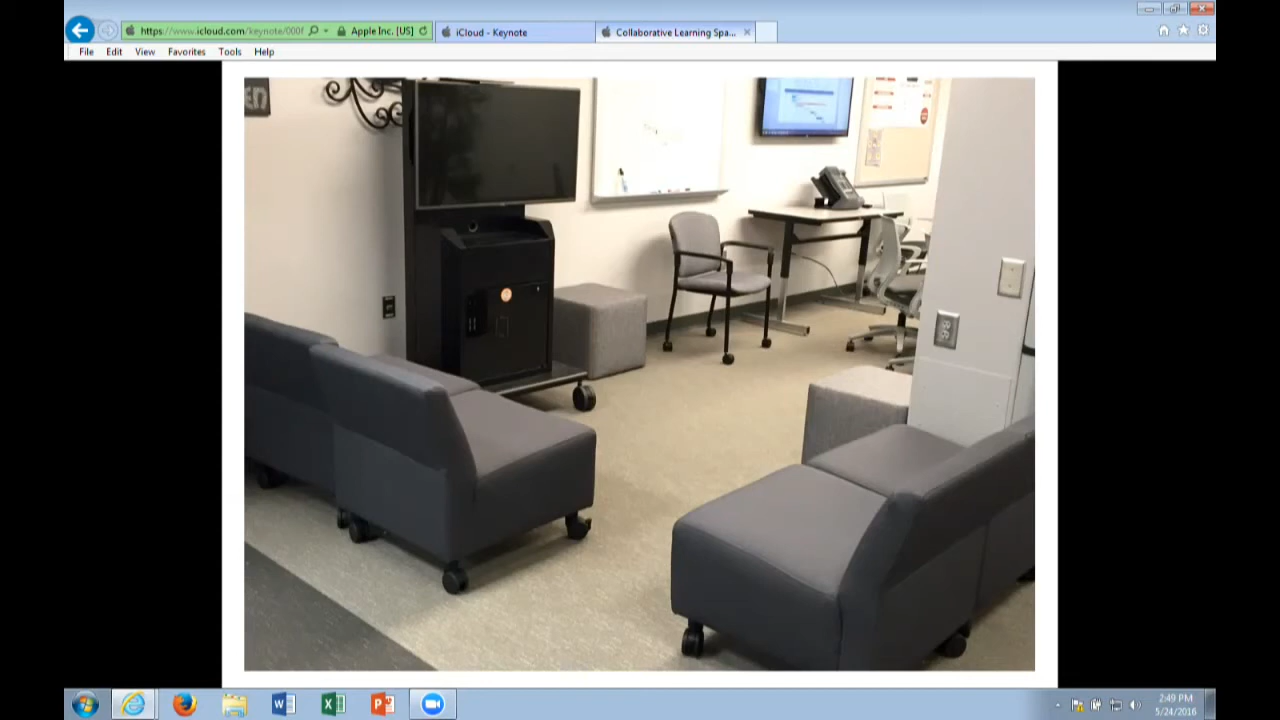 https://www.icloud.com/keynote/000f
Apple Inc. [US]
iCloud - Keynote
Collaborative Learning Spa...
File Edit View Favorites Tools Help
2:49 PM
5/24/2016